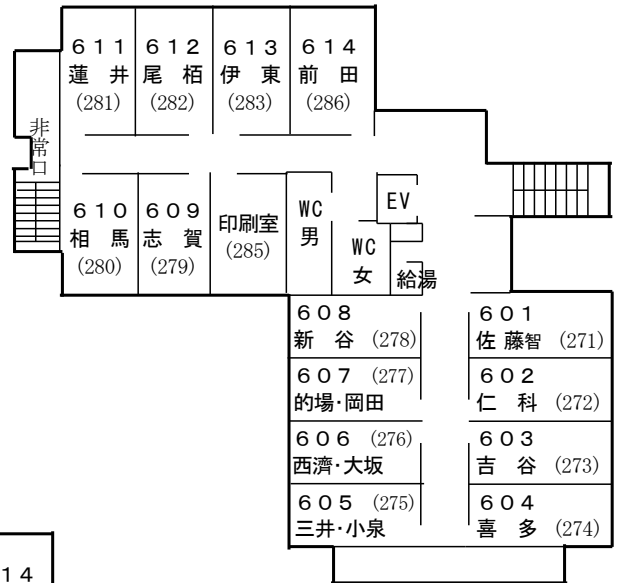 611
蓮井
(281)
612
尾栢
(282)
613
伊東
(283)
614
前田
(286)
非常口
610
相馬
(280)
609
志賀
(279)
印刷室
(285)
WC
男
WC
女
EV
給湯
608
新谷 (278)
601
佐藤智 (271)
607 (277)
的場・岡田
602
仁科 (272)
606 (276)
西濟・大坂
603
吉谷 (273)
605 (275)
三井・小泉
604
喜多 (274)
14